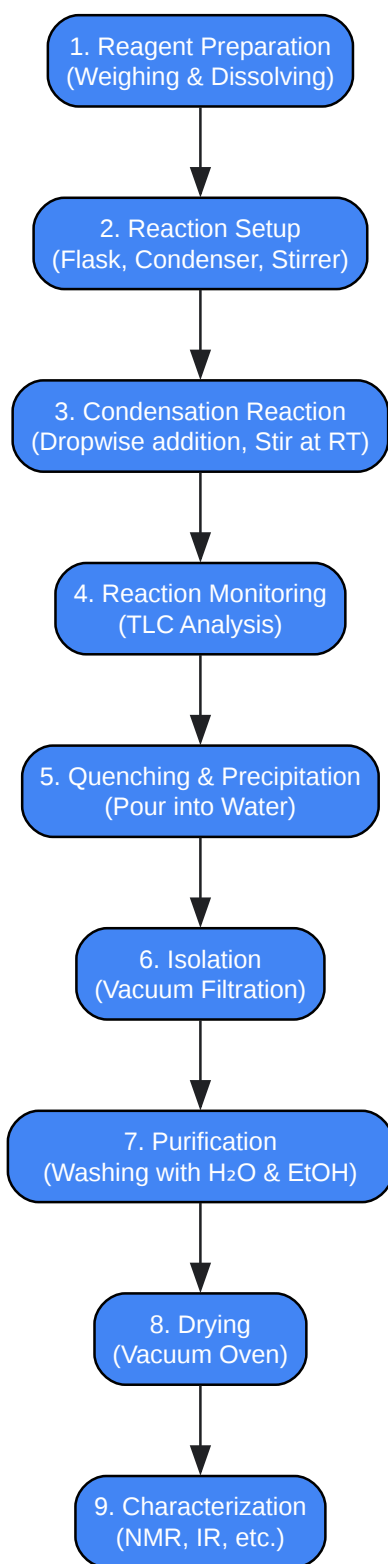 1. Reagent Preparation
(Weighing & Dissolving)
2. Reaction Setup
(Flask, Condenser, Stirrer)
3. Condensation Reaction
(Dropwise addition, Stir at RT)
4. Reaction Monitoring
(TLC Analysis)
5. Quenching & Precipitation
(Pour into Water)
6. Isolation
(Vacuum Filtration)
7. Purification
(Washing with H₂O & EtOH)
8. Drying
(Vacuum Oven)
9. Characterization
(NMR, IR, etc.)